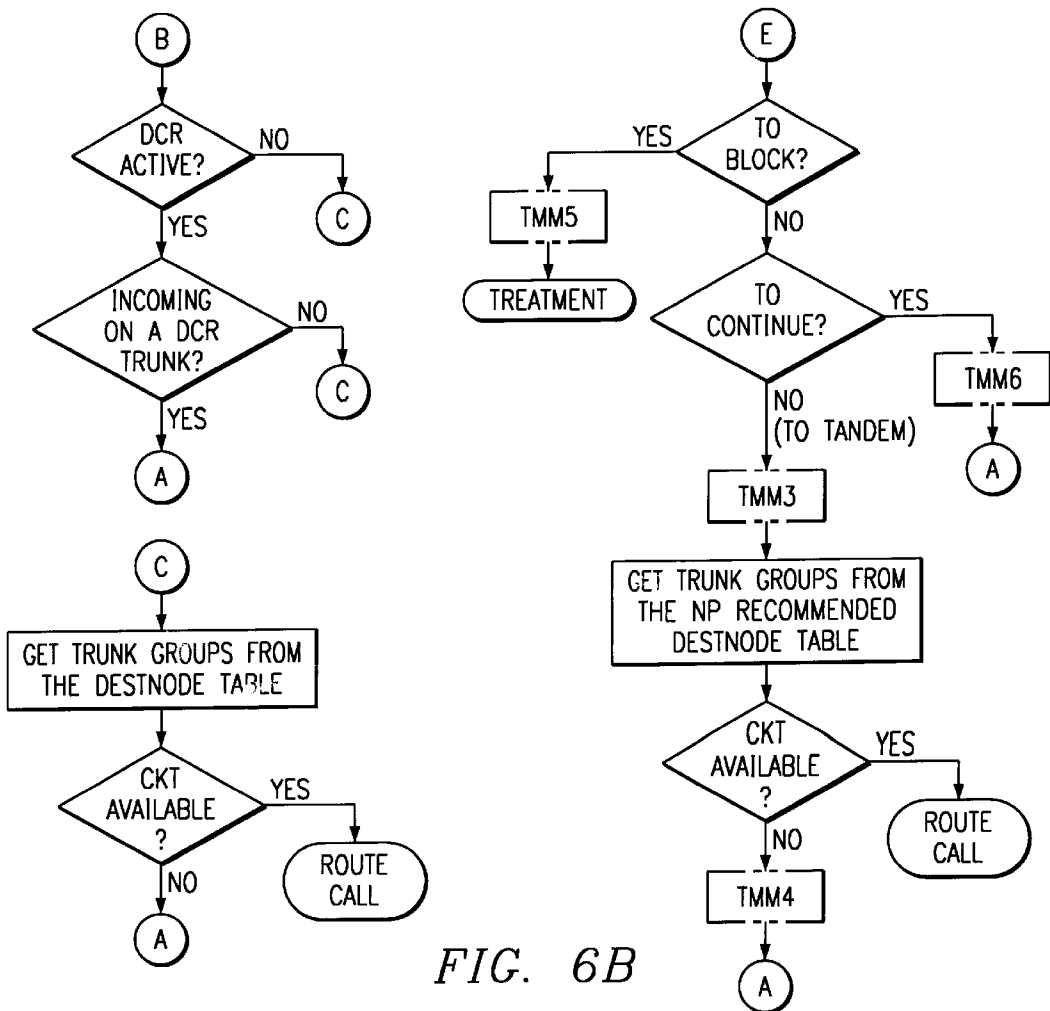 B
DCR
ACTIVE?
NO
C
YES
INCOMING
ON A DCR
TRUNK?
NO
C
YES
A
C
GET TRUNK GROUPS FROM
THE DESTNODE TABLE
CKT
AVAILABLE
?
YES
ROUTE
CALL
NO
A
E
TO
BLOCK?
YES
TMM5
TREATMENT
NO
TO
CONTINUE?
YES
TMM6
A
NO
(TO TANDEM)
TMM3
GET TRUNK GROUPS FROM
THE NP RECOMMENDED
DESTNODE TABLE
CKT
AVAILABLE
?
YES
ROUTE
CALL
NO
TMM4
A
FIG. 6B